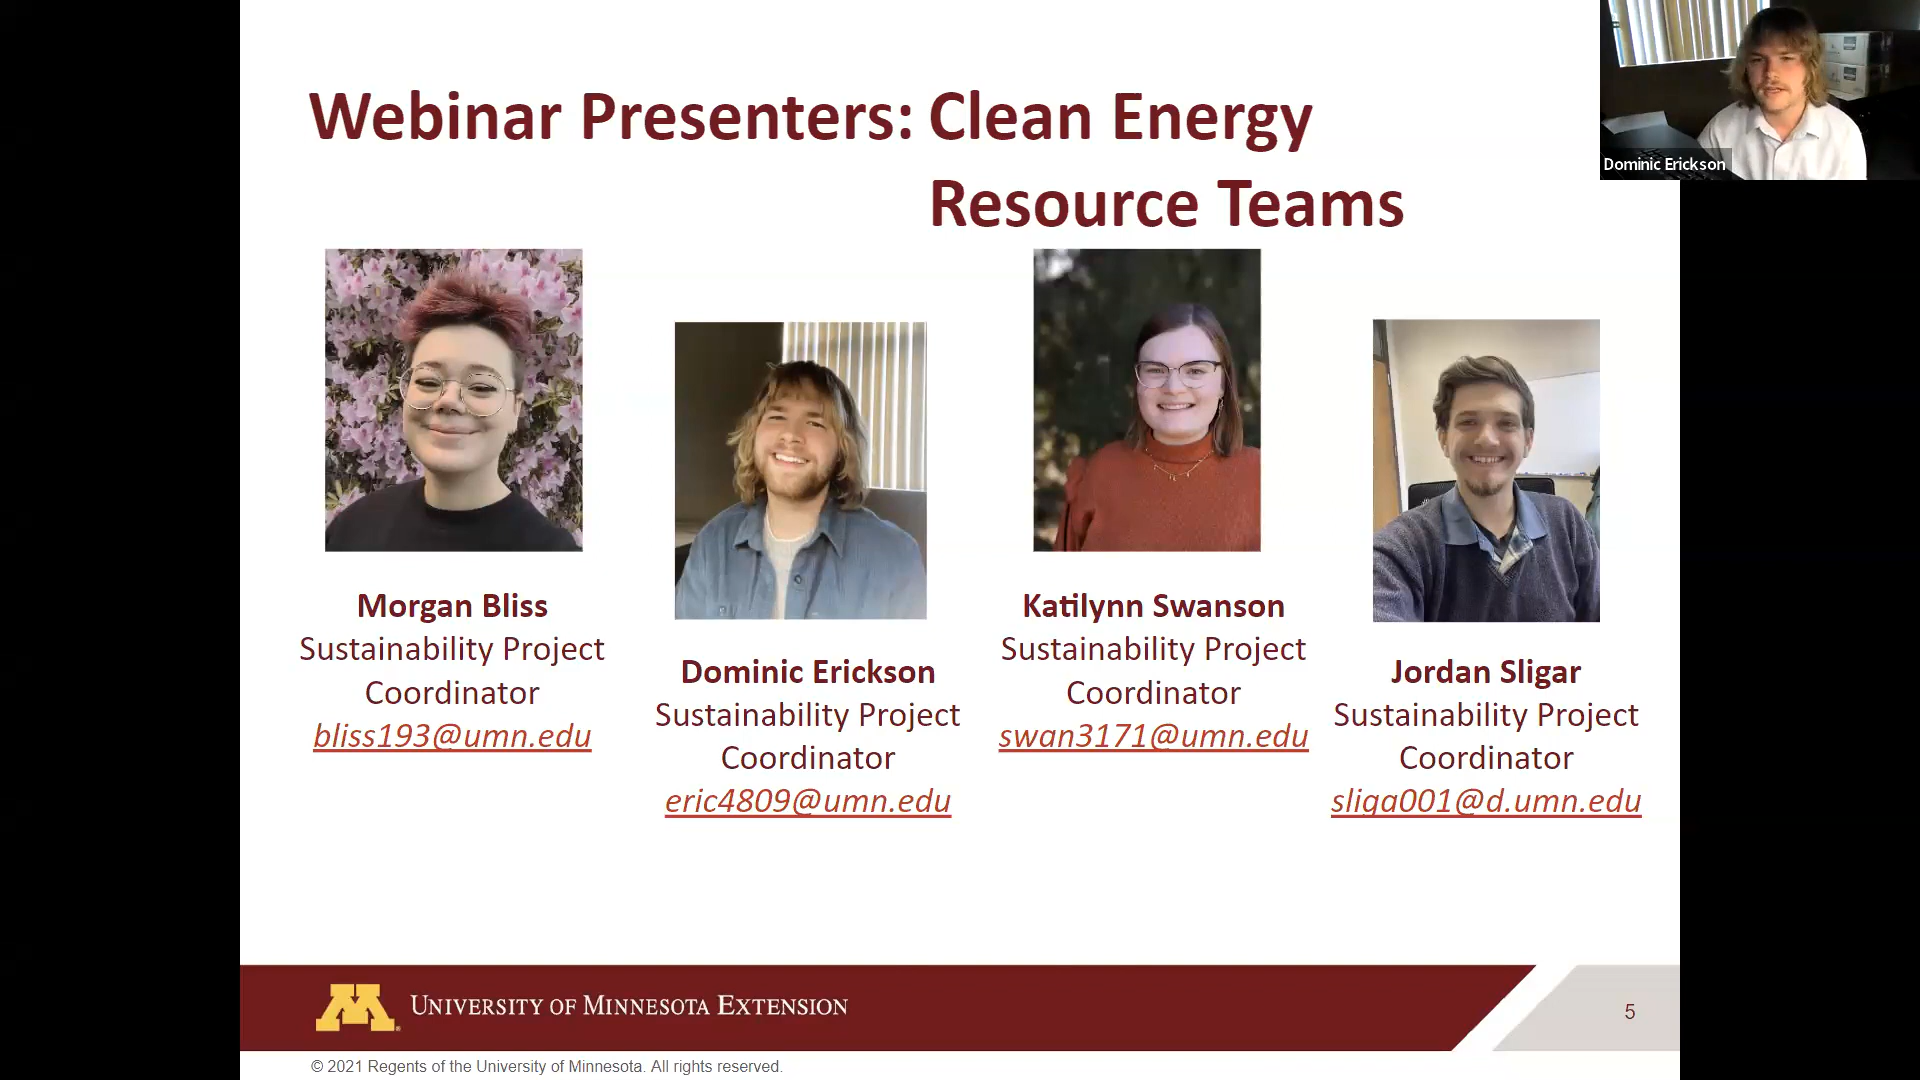 Webinar Presenters: Clean Energy
Resource Teams
Dominic Erickson
Morgan Bliss
Sustainability Project
Coordinator
bliss193@umn.edu
Dominic Erickson
Sustainability Project
Coordinator
eric4809@umn.edu
Katilynn Swanson
Sustainability Project
Coordinator
swan3171@umn.edu
Jordan Sligar
Sustainability Project
Coordinator
sliga001@d.umn.edu
M
UNIVERSITY OF MINNESOTA EXTENSION
5
© 2021 Regents of the University of Minnesota. All rights reserved.